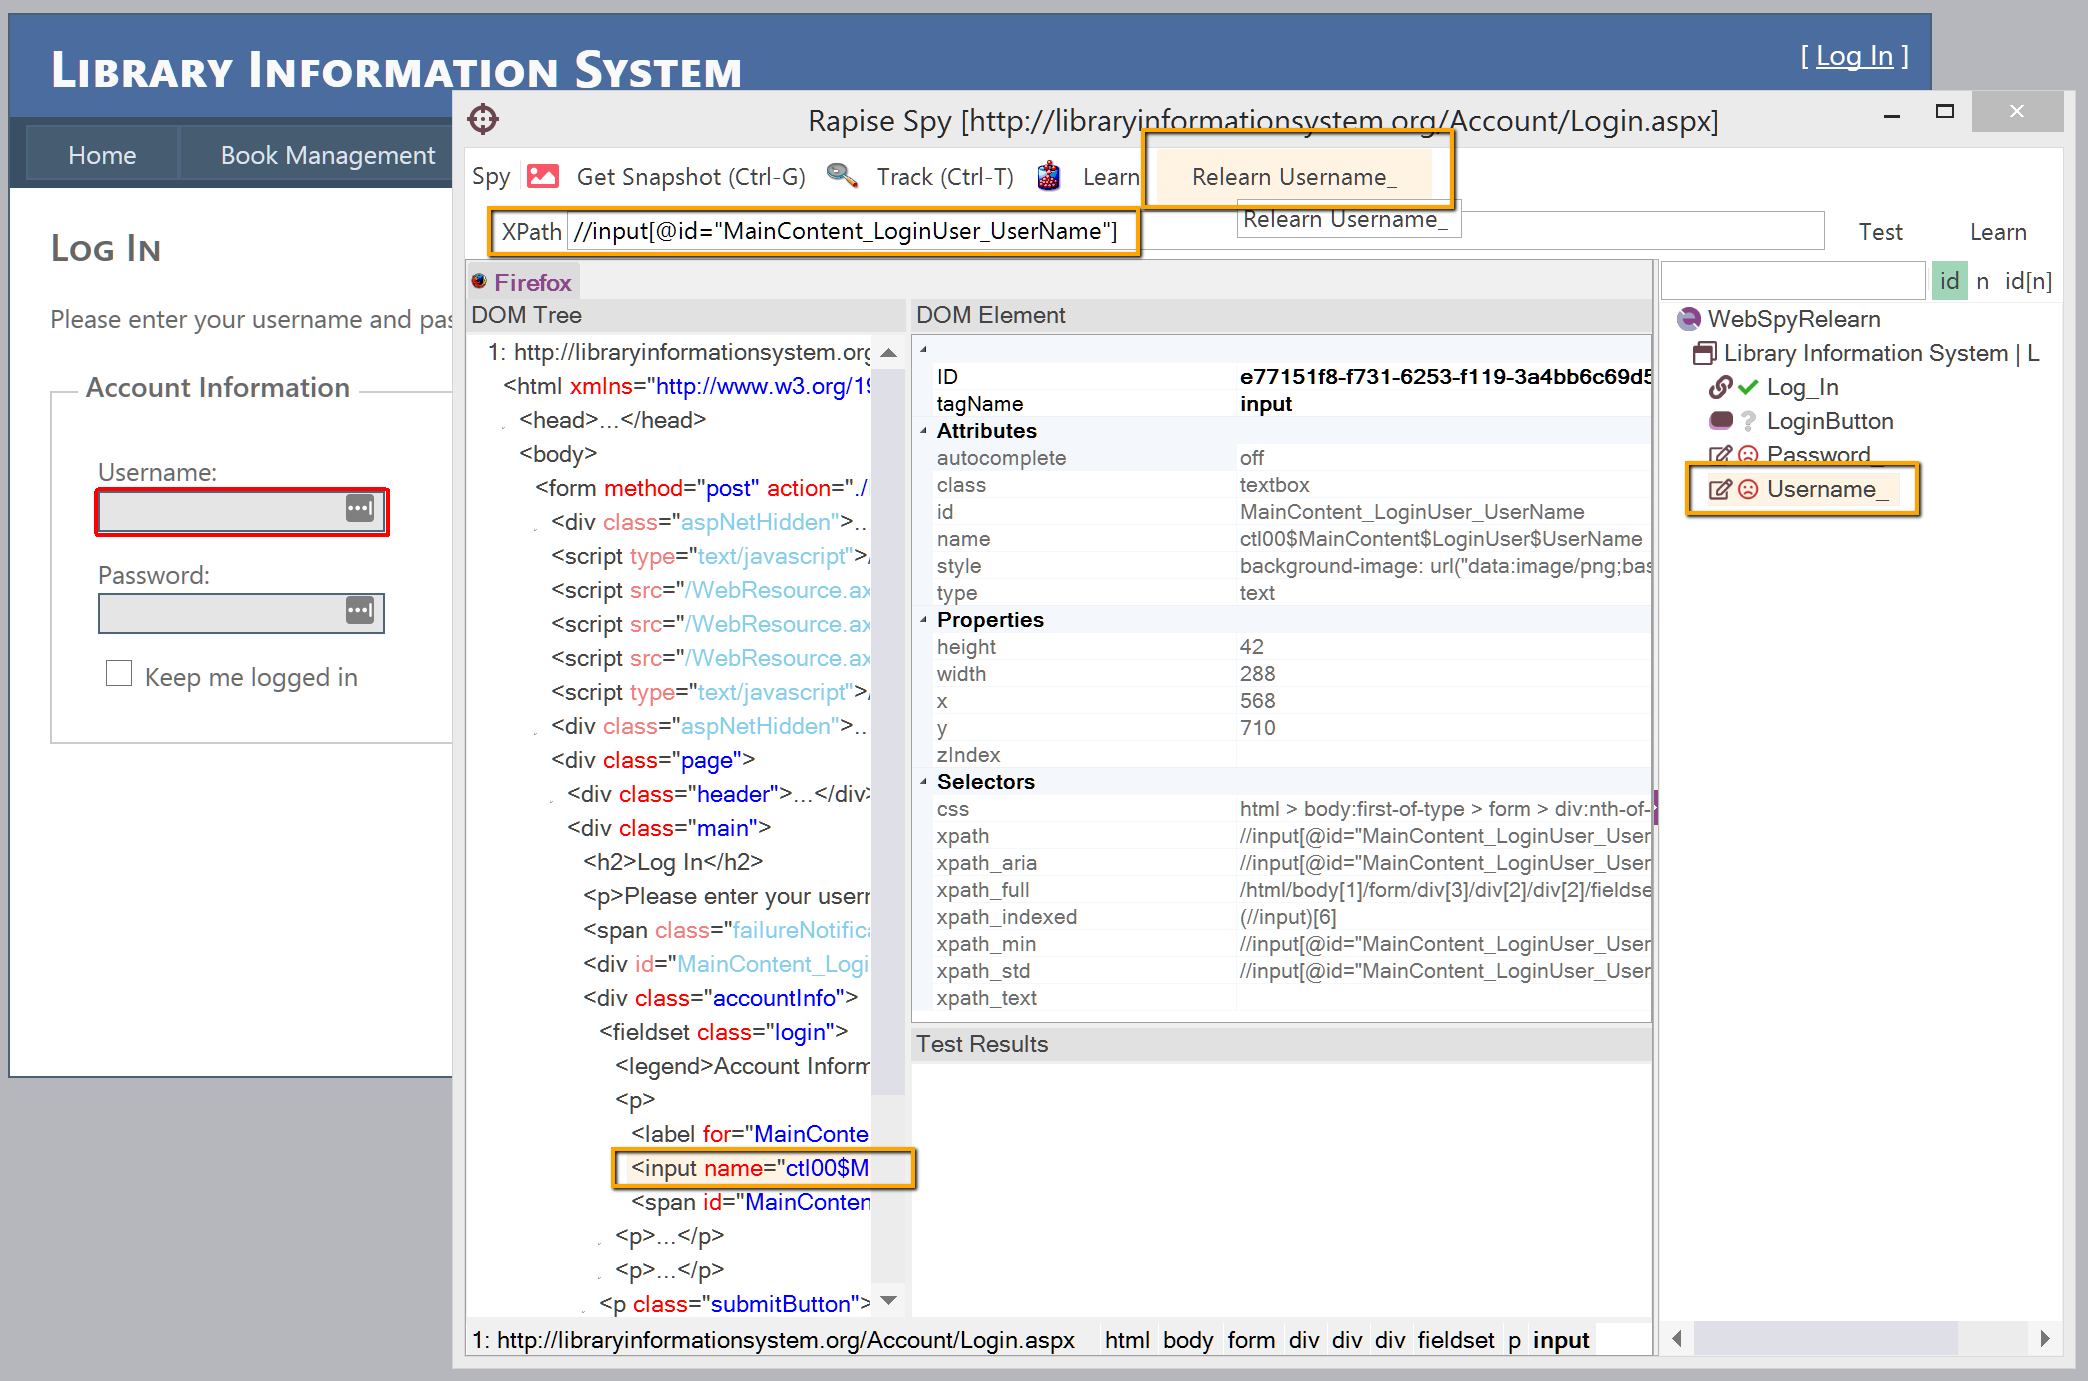 LIBRARY INFORMATION SYSTEM
[ Log In ]
Home
Book Management
LOG IN
Please enter your username and pas
Account Information
Username:
Password:
Keep me logged in
Rapise Spy [http://libraryinformationsystem.org/Account/Login.aspx]
Spy
Get Snapshot (Ctrl-G)
Track (Ctrl-T)
Learn
Relearn Username_
XPath
//input[@id="MainContent_LoginUser_UserName"]
Relearn Username_
Test
Learn
Firefox
DOM Tree
1: http://libraryinformationsystem.org
<html xmlns="http://www.w3.org/19
<head>...</head>
<body>
<form method="post" action="./
<div class="aspNetHidden">..
<script type="text/javascript">
<script src="/WebResource.ax
<script src="/WebResource.ax
<script src="/WebResource.ax
<script type="text/javascript">
<div class="aspNetHidden">..
<div class="page">
<div class="header">...</div>
<div class="main">
<h2>Log In</h2>
<p>Please enter your usern
<span class="failureNotifica
<div id="MainContent_Logi
<div class="accountInfo">
<fieldset class="login">
<legend>Account Inform
<p>
<label for="MainConte
<input name="ctl00$M
<span id="MainConten
<p>...</p>
<p>...</p>
<p class="submitButton">
DOM Element
ID e77151f8-f731-6253-f119-3a4bb6c69d5
tagName input
Attributes
autocomplete off
class textbox
id MainContent_LoginUser_UserName
name ctl00$MainContent$LoginUser$UserName
style background-image: url("data:image/png;bas
type text
Properties
height 42
width 288
x 568
y 710
zIndex
Selectors
css html > body:first-of-type > form > div:nth-of-
xpath //input[@id="MainContent_LoginUser_User
xpath_aria //input[@id="MainContent_LoginUser_User
xpath_full /html/body[1]/form/div[3]/div[2]/div[2]/fieldse
xpath_indexed (//input)[6]
xpath_min //input[@id="MainContent_LoginUser_User
xpath_std //input[@id="MainContent_LoginUser_User
xpath_text
Test Results
id n id[n]
WebSpyRelearn
Library Information System | L
Log_In
LoginButton
Password_
Username_
1: http://libraryinformationsystem.org/Account/Login.aspx html body form div div div fieldset p input